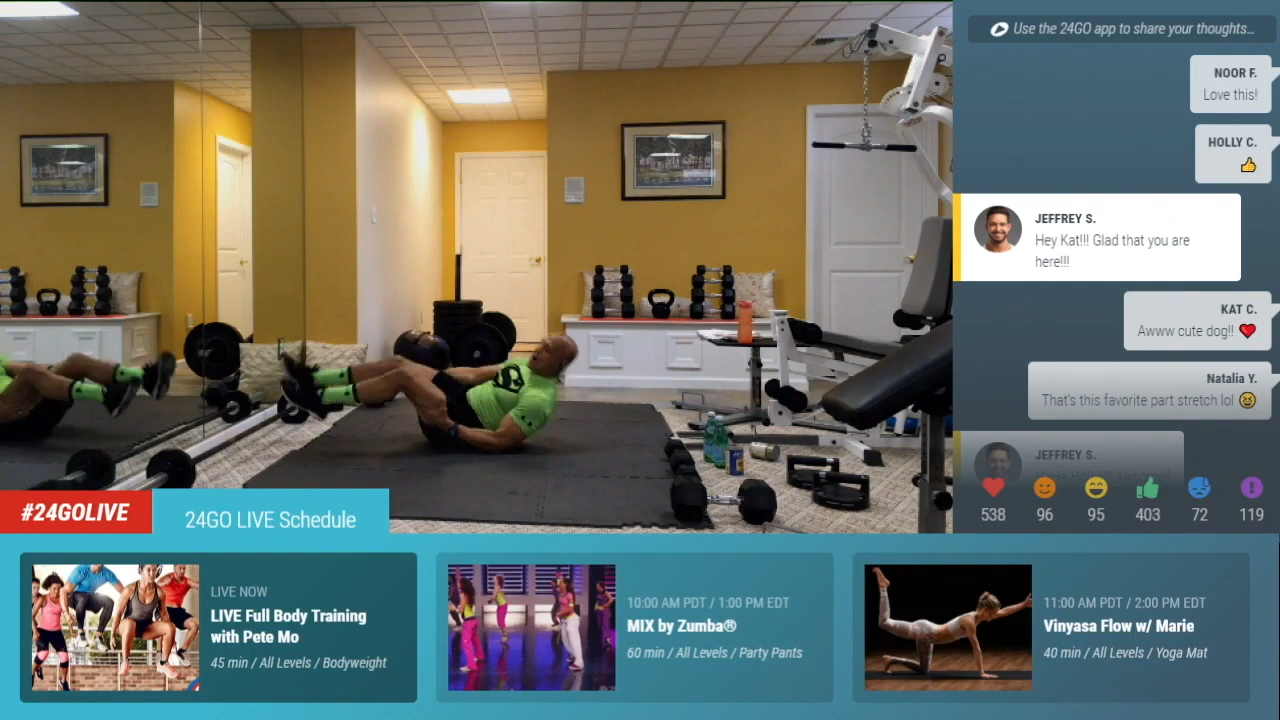 Use the 24GO app to share your thoughts...
NOOR F.
Love this!
HOLLY C.
JEFFREY S.
Hey Kat!!! Glad that you are
here!!!
KAT C.
Awww cute dog!!
Natalia Y.
That's this favorite part stretch lol
JEFFREY S.
538 96 95 403 72 119
#24GOLIVE
24GO LIVE Schedule
LIVE NOW
LIVE Full Body Training
with Pete Mo
45 min / All Levels / Bodyweight
10:00 AM PDT / 1:00 PM EDT
MIX by Zumba®
60 min / All Levels / Party Pants
11:00 AM PDT / 2:00 PM EDT
Vinyasa Flow w/ Marie
40 min / All Levels / Yoga Mat